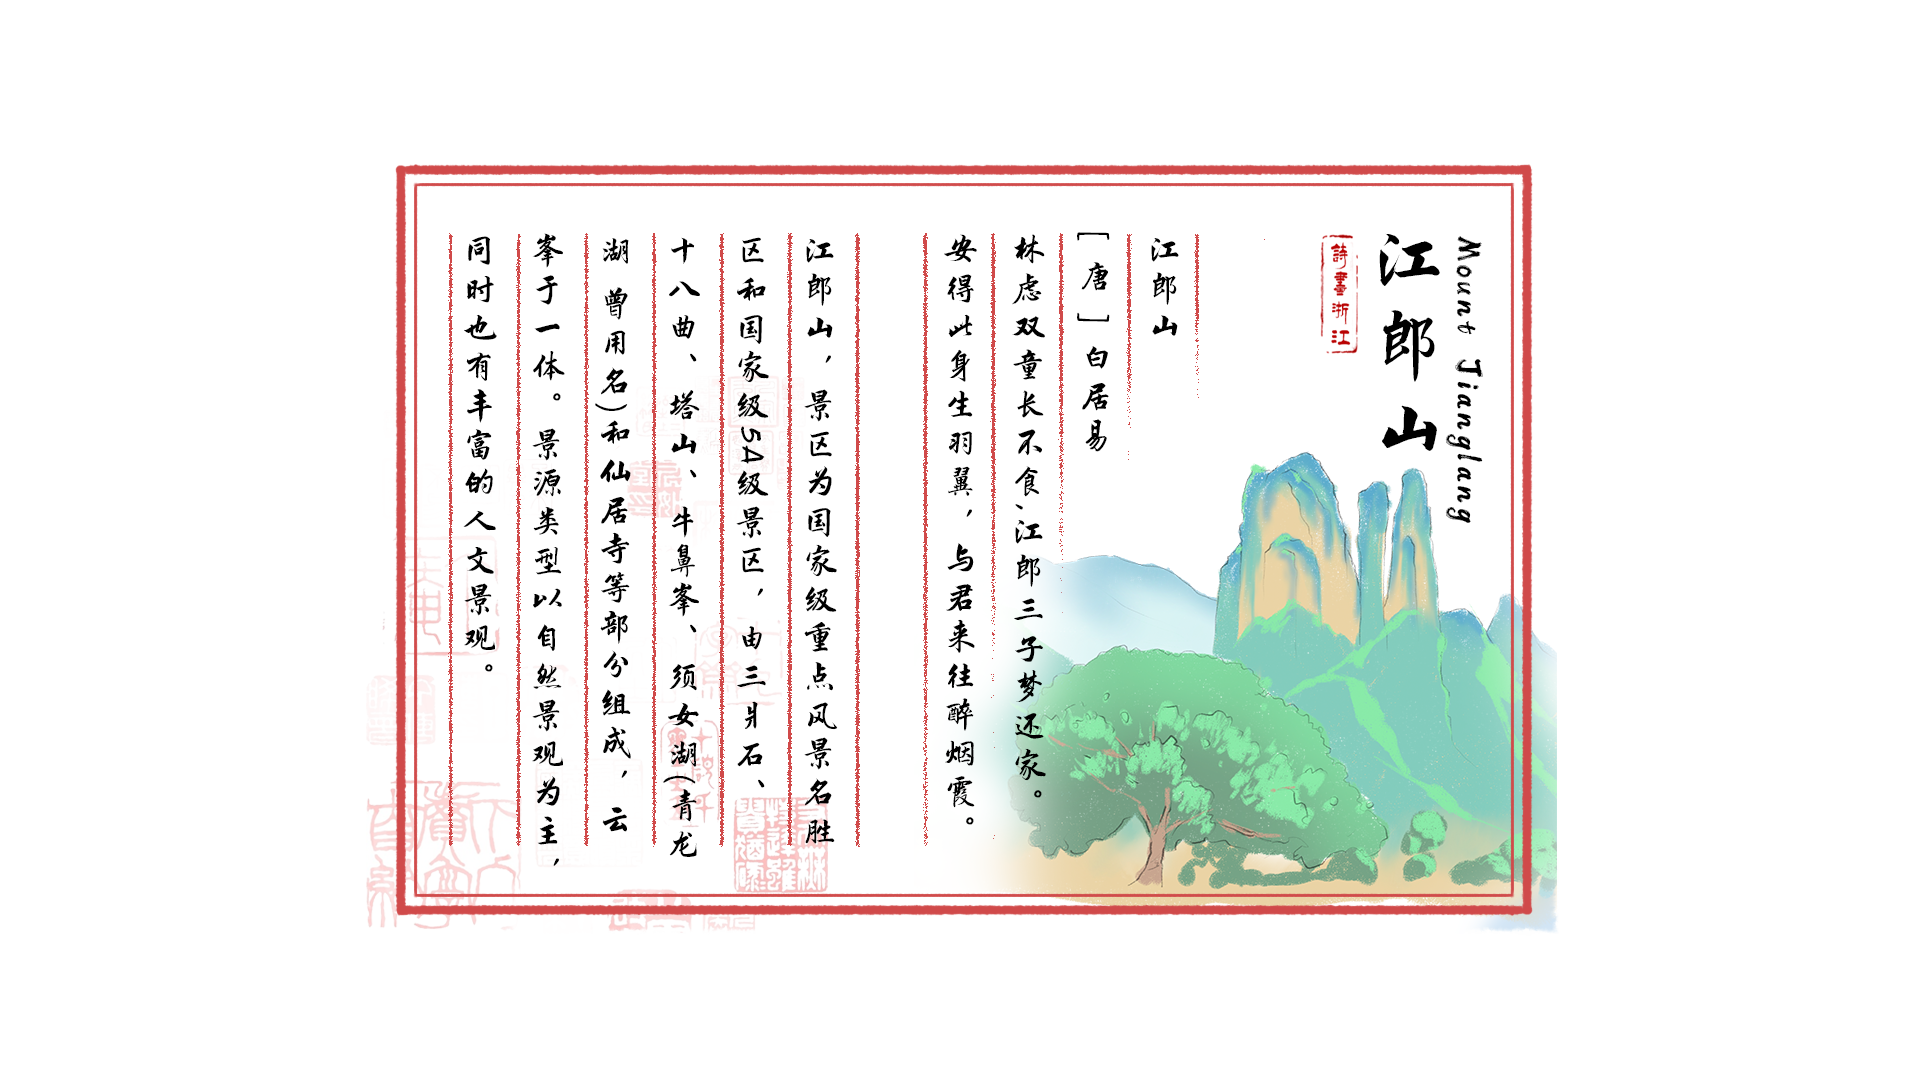 Mount Jianglang
江郎山
詩畫浙江
江郎山
[唐]白居易
林虑双童长不食、江郎三子梦还家。
安得此身生羽翼，与君来往醉烟霞。
江郎山，景区为国家级重点风景名胜
区和国家级5A级景区，由三爿石、
十八曲、塔山、牛鼻峯、须女湖(青龙
湖 曾用名)和仙居寺等部分组成，云
峯于一体。景源类型以自然景观为主，
同时也有丰富的人文景观。